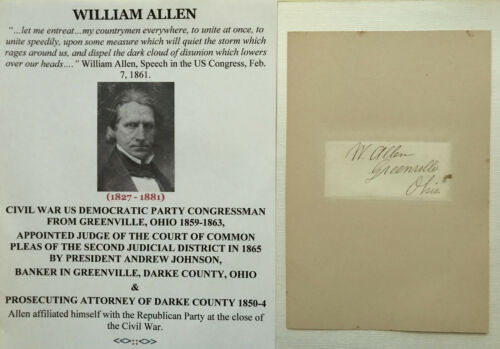 WILLIAM ALLEN
"…let me entreat…my countrymen everywhere, to unite at once, to
unite speedily, upon some measure which will quiet the storm which
rages around us, and dispel the dark cloud of disunion which lowers
over our heads…." William Allen, Speech in the US Congress, Feb.
7, 1861.
(1827 - 1881)
CIVIL WAR US DEMOCRATIC PARTY CONGRESSMAN
FROM GREENVILLE, OHIO 1859-1863,
APPOINTED JUDGE OF THE COURT OF COMMON
PLEAS OF THE SECOND JUDICIAL DISTRICT IN 1865
BY PRESIDENT ANDREW JOHNSON,
BANKER IN GREENVILLE, DARKE COUNTY, OHIO
&
PROSECUTING ATTORNEY OF DARKE COUNTY 1850-4
Allen affiliated himself with the Republican Party at the close of
the Civil War.
<<>::<>>
W. Allen
Greenville
Ohio